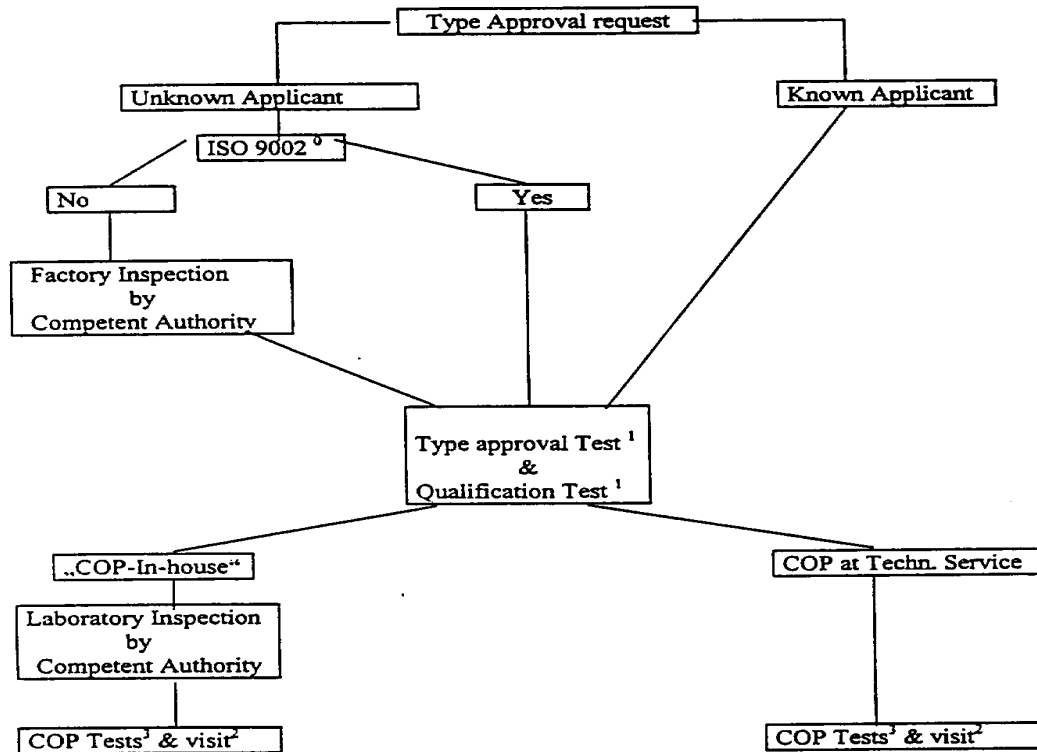 Type Approval request
Unknown Applicant
Known Applicant
ISO 9002 ⁰
No
Yes
Factory Inspection
by
Competent Authority
Type approval Test ¹
&
Qualification Test ¹
„COP-In-house“
COP at Techn. Service
Laboratory Inspection
by
Competent Authority
COP Tests³ & visit²
COP Tests³ & visit²